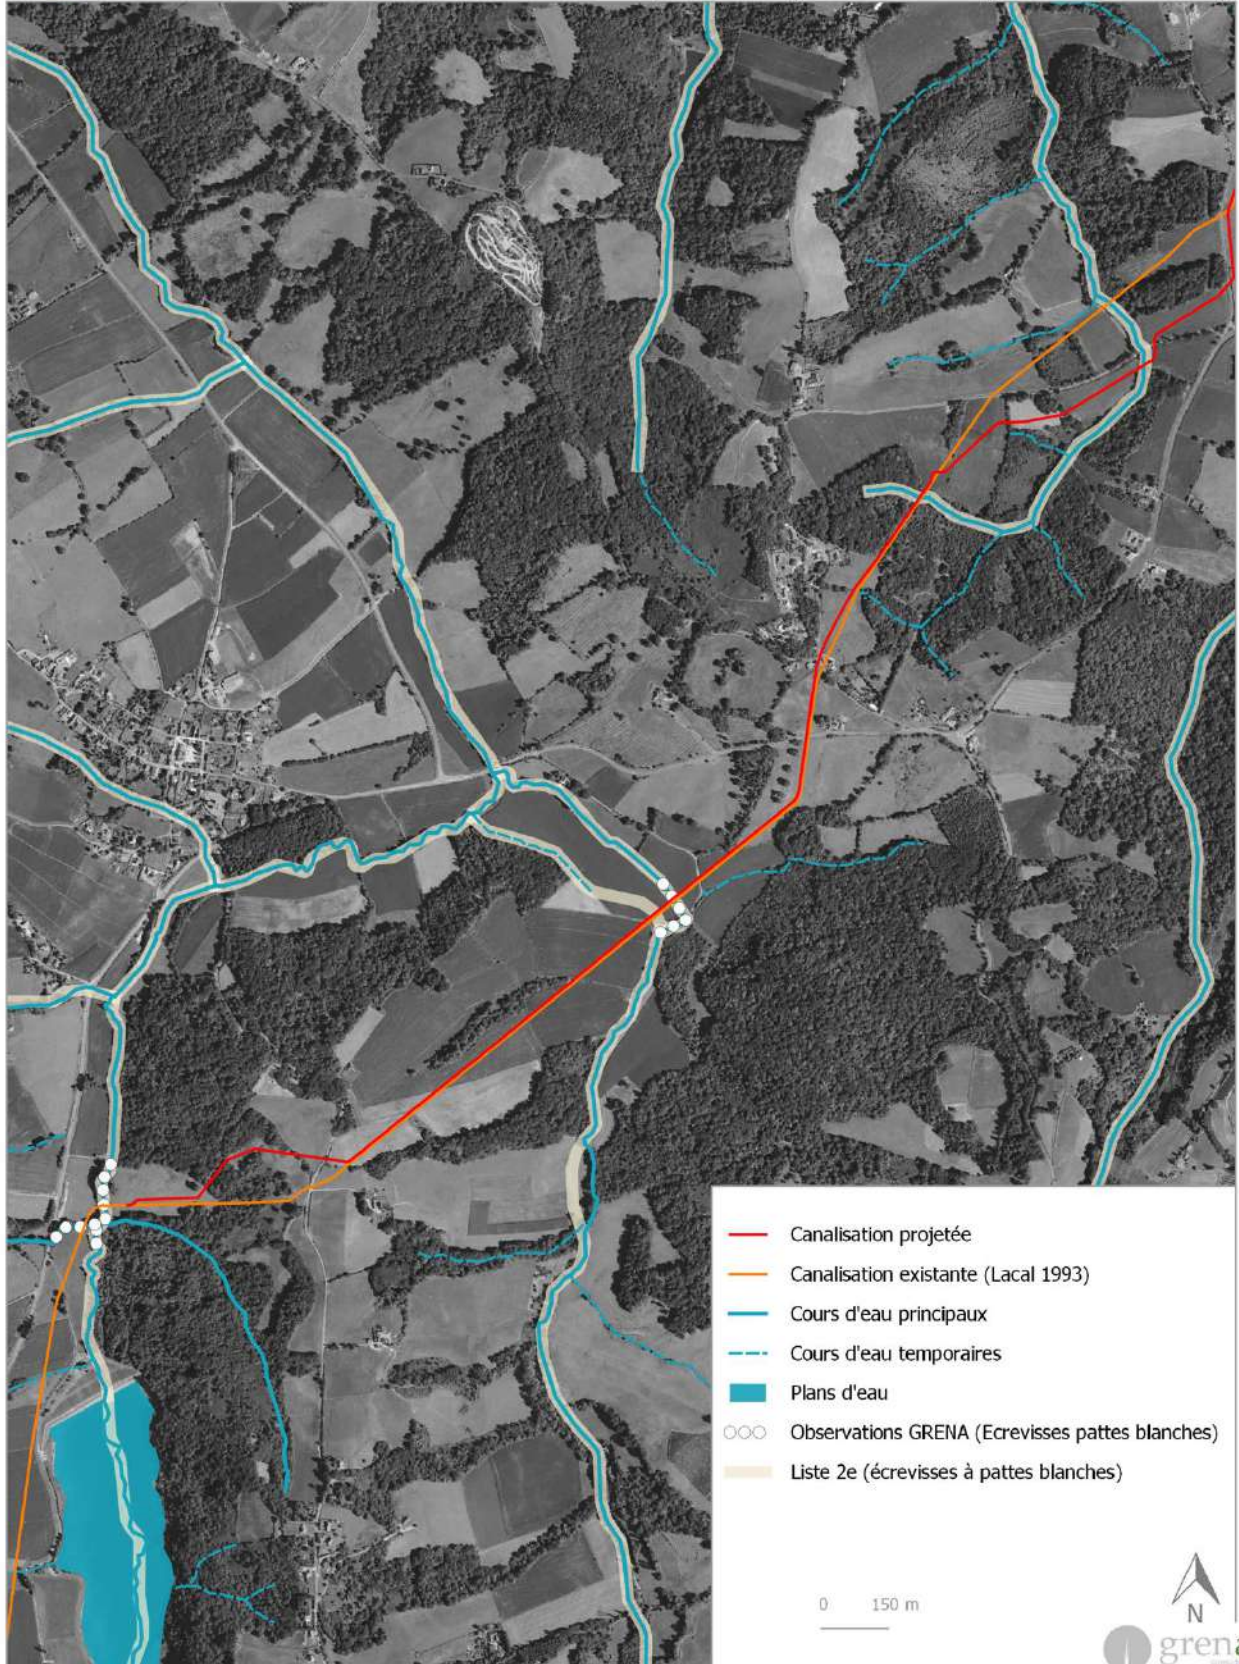 Canalisation projetée
Canalisation existante (Lacal 1993)
Cours d'eau principaux
Cours d'eau temporaires
Plans d'eau
Observations GRENA (Ecrevisses pattes blanches)
Liste 2e (écrevisses à pattes blanches)
0 150 m
N
grena